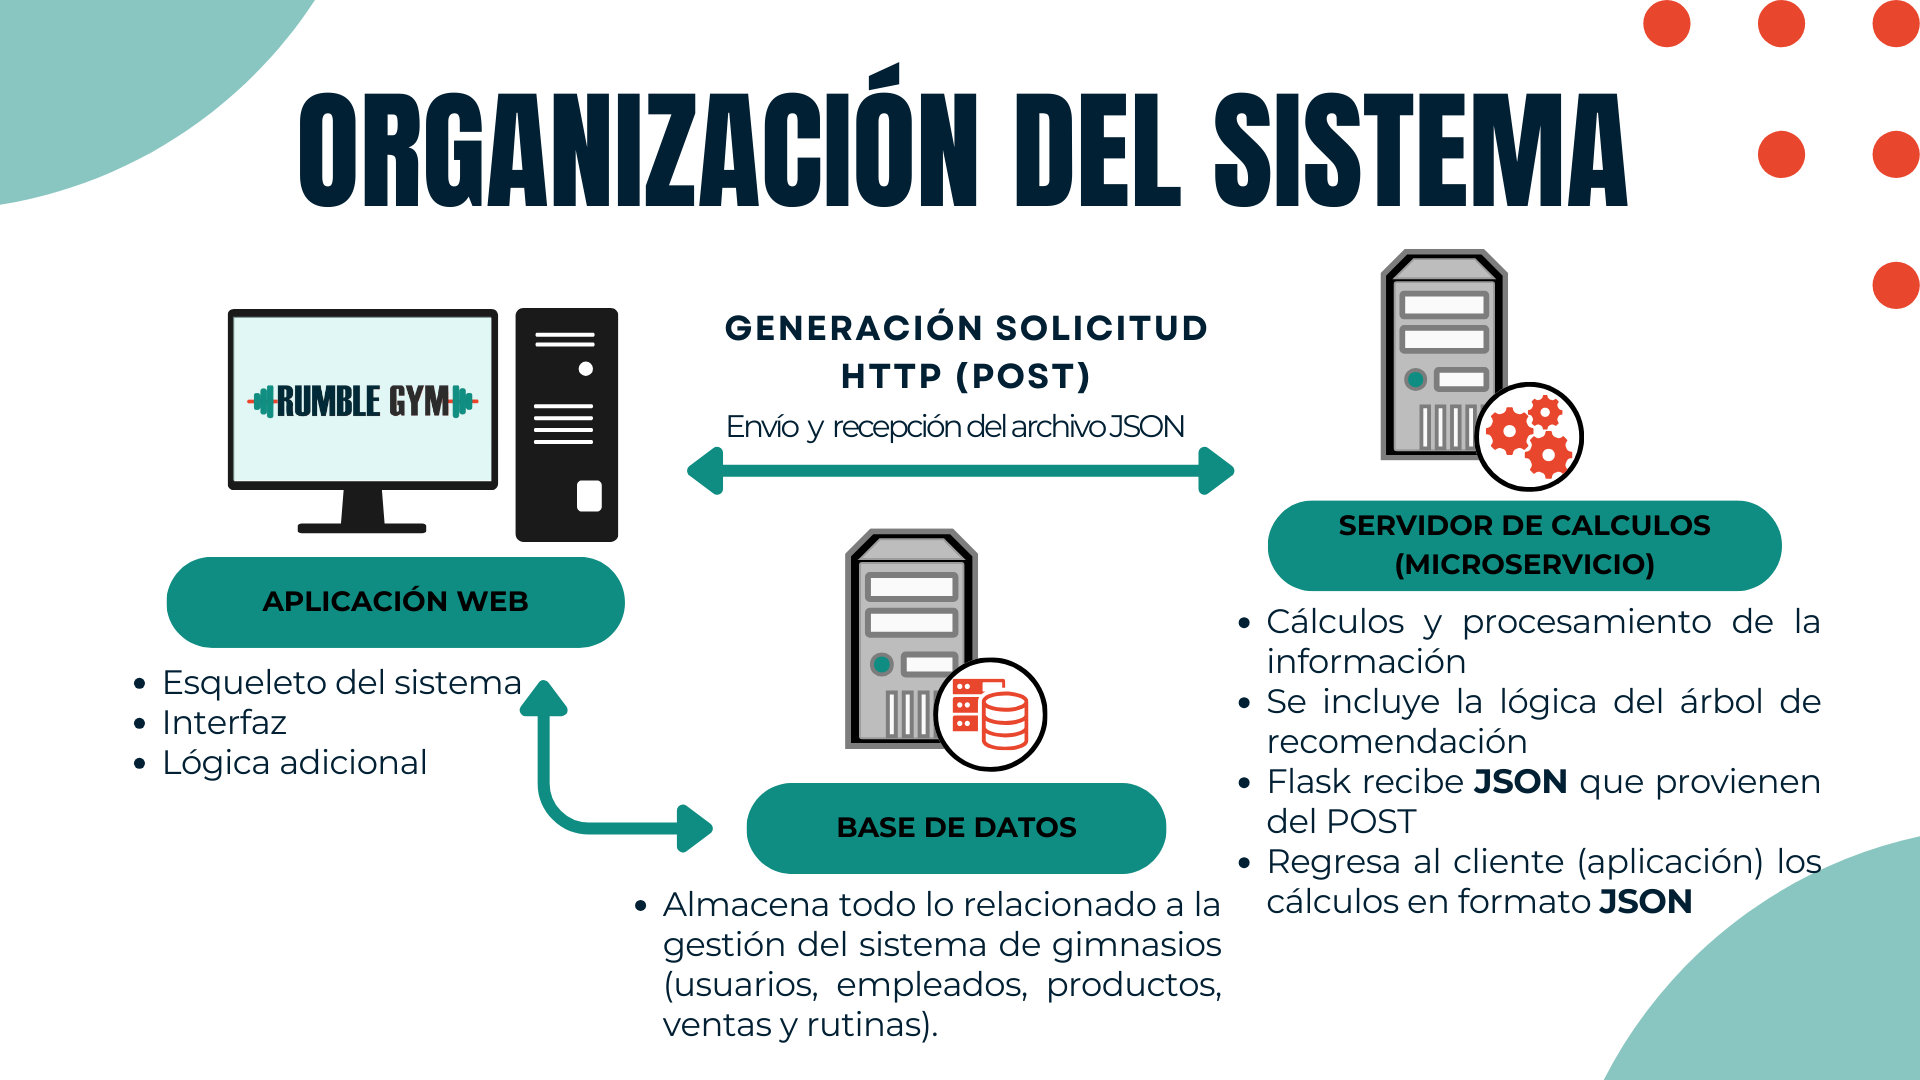 ORGANIZACIÓN DEL SISTEMA
RUMBLE GYM
GENERACIÓN SOLICITUD
HTTP (POST)
Envío y recepción del archivo JSON
APLICACIÓN WEB
• Esqueleto del sistema
• Interfaz
• Lógica adicional
BASE DE DATOS
• Almacena todo lo relacionado a la
gestión del sistema de gimnasios
(usuarios, empleados, productos,
ventas y rutinas).
SERVIDOR DE CALCULOS
(MICROSERVICIO)
• Cálculos y procesamiento de la
información
• Se incluye la lógica del árbol de
recomendación
• Flask recibe JSON que provienen
del POST
• Regresa al cliente (aplicación) los
cálculos en formato JSON